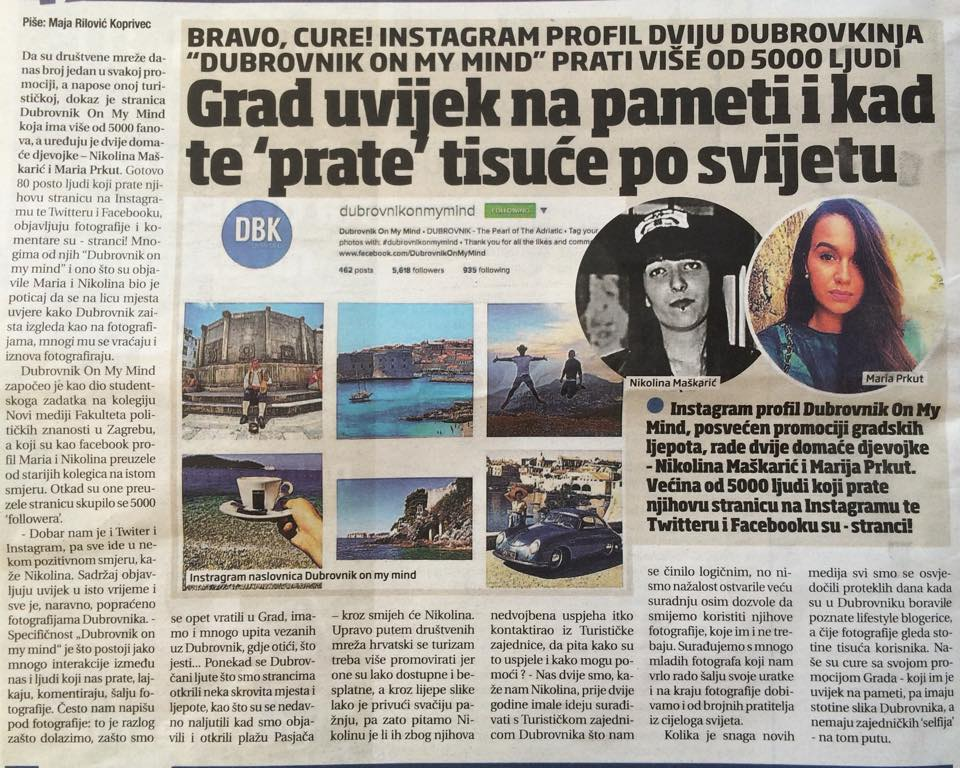 Piše: Maja Rilović Koprivec
BRAVO, CURE! INSTAGRAM PROFIL DVIJU DUBROVKINJA
“DUBROVNIK ON MY MIND” PRATI VIŠE OD 5000 LJUDI
Grad uvijek na pameti i kad
te ‘prate’ tisuće po svijetu
Da su društvene mreže da-
nas broj jedan u svakoj pro-
mociji, a napose onoj turi-
stičkoj, dokaz je stranica
Dubrovnik On My Mind
koja ima više od 5000 fano-
va, a uređuju je dvije doma-
će djevojke – Nikolina Maš-
karić i Maria Prkut. Gotovo
80 posto ljudi koji prate nji-
hovu stranicu na Instagra-
mu te Twitteru i Facebooku,
objavljuju fotografije i ko-
mentare su - stranci! Mno-
gima od njih “Dubrovnik on
my mind” i ono što su obja-
vile Maria i Nikolina bio je
poticaj da se na licu mjesta
uvjere kako Dubrovnik zai-
sta izgleda kao na fotografi-
jama, mnogi mu se vraćaju i
iznova fotografiraju.
Dubrovnik On My Mind
započeo je kao dio student-
skoga zadatka na kolegiju
Novi mediji Fakulteta poli-
tičkih znanosti u Zagrebu,
a koji su kao facebook pro-
fil Maria i Nikolina preuzele
od starijih kolegica na istom
smjeru. Otkad su one preu-
zele stranicu skupilo se 5000
‘followera’.
- Dobar nam je i Twiter i
Instagram, pa sve ide u ne-
kom pozitivnom smjeru, ka-
že Nikolina. Sadržaj objav-
ljuju uvijek u isto vrijeme i
sve je, naravno, popraćeno
fotografijama Dubrovnika. -
Specifičnost „Dubrovnik on
my mind” je što postoji jako
mnogo interakcije između
nas i ljudi koji nas prate, laj-
kaju, komentiraju, šalju fo-
tografije. Često nam napišu
pod fotografije: to je razlog
zašto dolazimo, zašto smo
DBK
dubrovnikonmymind FOLLOWING
Dubrovnik On My Mind • DUBROVNIK - The Pearl of The Adriatic • Tag your
photos with: #dubrovnikonmymind • Thank you for all the likes and comme
www.facebook.com/DubrovnikOnMyMind
462 posts 5,618 followers 935 following
Nikolina Maškarić
Maria Prkut
Instragram naslovnica Dubrovnik on my mind
Instagram profil Dubrovnik On My
Mind, posvećen promociji gradskih
ljepota, rade dvije domaće djevojke
- Nikolina Maškarić i Marija Prkut.
Većina od 5000 ljudi koji prate
njihovu stranicu na Instagramu te
Twitteru i Facebooku su - stranci!
se opet vratili u Grad, ima-
mo i mnogo upita vezanih
uz Dubrovnik, gdje otići, što
jesti... Ponekad se Dubrov-
čani ljute što smo strancima
otkrili neka skrovita mjesta i
ljepote, kao što su se nedav-
no naljutili kad smo obja-
vili i otkrili plažu Pasjača
– kroz smijeh će Nikolina.
Upravo putem društvenih
mreža hrvatski se turizam
treba više promovirati jer
one su lako dostupne i be-
splatne, a kroz lijepe slike
lako je privući svačiju pa-
žnju, pa zato pitamo Ni-
kolinu je li ih zbog njihova
nedvojbena uspjeha itko
kontaktirao iz Turističke
zajednice, da pita kako su
to uspjele i kako mogu po-
moći? - Nas dvije smo, ka-
že nam Nikolina, prije dvije
godine imale ideju surađi-
vati s Turističkom zajedni-
com Dubrovnika što nam
se činilo logičnim, no ni-
smo nažalost ostvarile veću
suradnju osim dozvole da
smijemo koristiti njihove
fotografije, koje im i ne tre-
baju. Surađujemo s mnogo
mladih fotografa koji nam
vrlo rado šalju svoje uratke
i na kraju fotografije dobi-
vamo i od brojnih pratitelja
iz cijeloga svijeta.
Kolika je snaga novih
medija svi smo se osvje-
dočili proteklih dana kada
su u Dubrovniku boravile
poznate lifestyle blogerice,
a čije fotografije gleda stoti-
ne tisuća korisnika. Na-
še su cure sa svojom pro-
mocijom Grada - koji im je
uvijek na pameti, pa imaju
stotine slika Dubrovnika, a
nemaju zajedničkih ‘selfija’
- na tom putu.